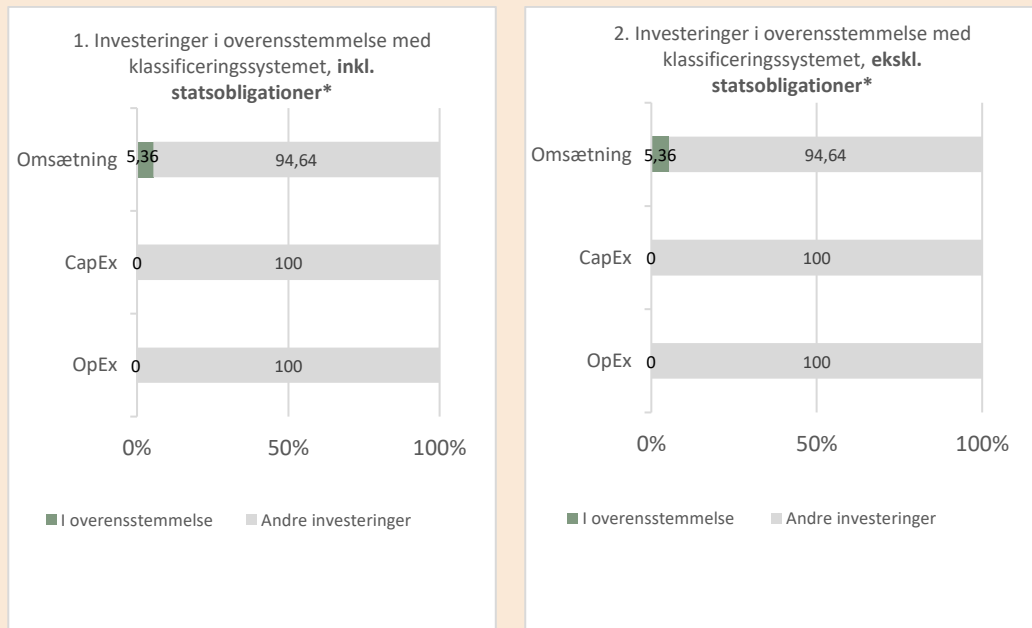 1. Investeringer i overensstemmelse med
klassificeringssystemet, inkl.
statsobligationer*
Omsætning 5,36 94,64
CapEx 0 100
OpEx 0 100
0% 50% 100%
I overensstemmelse Andre investeringer
2. Investeringer i overensstemmelse med
klassificeringssystemet, ekskl.
statsobligationer*
Omsætning 5,36 94,64
CapEx 0 100
OpEx 0 100
0% 50% 100%
I overensstemmelse Andre investeringer